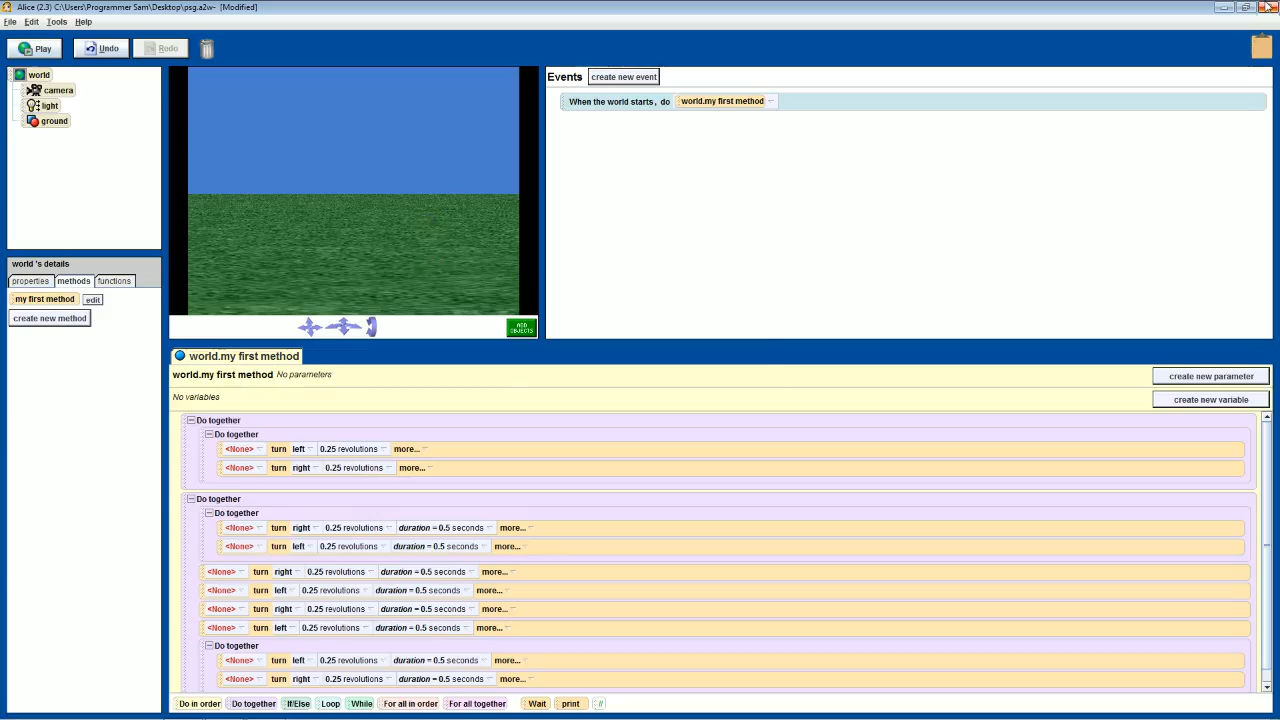 Alice (2.3) C:\Users\Programmer Sam\Desktop\psg.a2w- [Modified]
File Edit Tools Help
Play Undo Redo
world
camera
light
ground
Events create new event
When the world starts, do world.my first method
ADD OBJECTS
world 's details
properties methods functions
my first method edit
create new method
world.my first method
world.my first method No parameters create new parameter
No variables create new variable
Do together
Do together
<None> turn left 0.25 revolutions more...
<None> turn right 0.25 revolutions more...
Do together
Do together
<None> turn right 0.25 revolutions duration = 0.5 seconds more...
<None> turn left 0.25 revolutions duration = 0.5 seconds more...
<None> turn right 0.25 revolutions duration = 0.5 seconds more...
<None> turn left 0.25 revolutions duration = 0.5 seconds more...
<None> turn right 0.25 revolutions duration = 0.5 seconds more...
<None> turn left 0.25 revolutions duration = 0.5 seconds more...
Do together
<None> turn left 0.25 revolutions duration = 0.5 seconds more...
<None> turn right 0.25 revolutions duration = 0.5 seconds more...
Do in order Do together If/Else Loop While For all in order For all together Wait print //